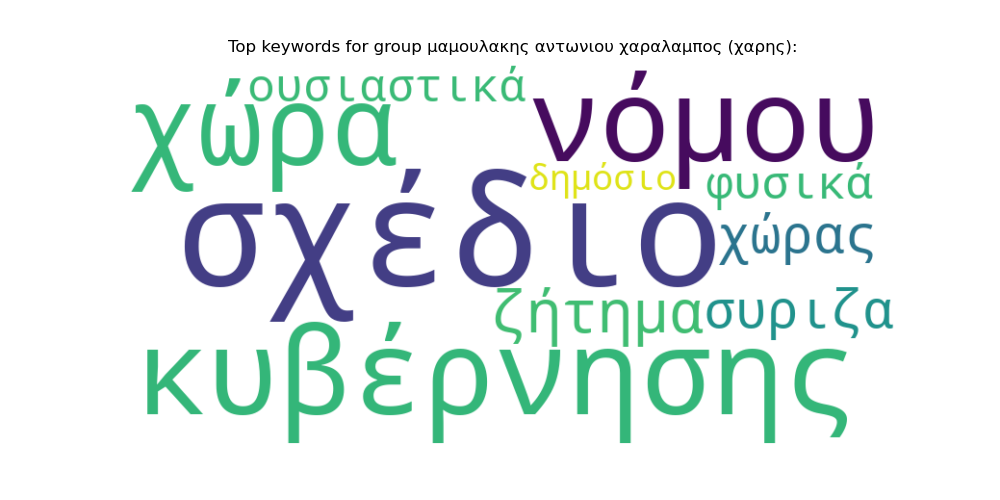 Top keywords for group μαμουλακης αντωνιου χαραλαμπος (χαρης):
ουσιαστικά
χώρα
νόμου
δημόσιο
φυσικά
σχέδιο
χώρας
ζήτημα
συριζα
κυβέρνησης